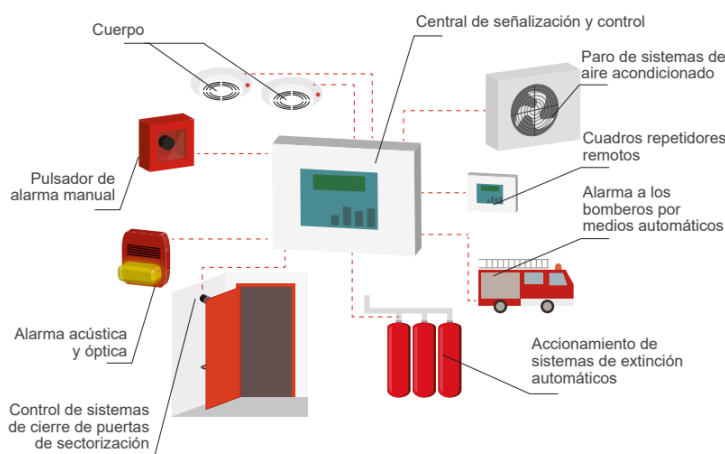 Cuerpo
Central de señalización y control
Paro de sistemas de
aire acondicionado
Cuadros repetidores
remotos
Pulsador de
alarma manual
Alarma a los
bomberos por
medios automáticos
Alarma acústica
y óptica
Accionamiento de
sistemas de extinción
automáticos
Control de sistemas
de cierre de puertas
de sectorización